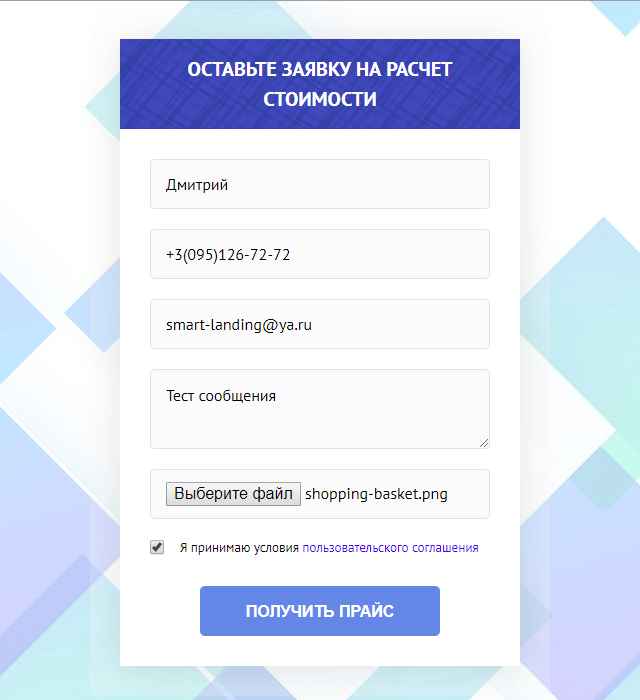 ОСТАВЬТЕ ЗАЯВКУ НА РАСЧЕТ
СТОИМОСТИ
Дмитрий
+3(095)126-72-72
smart-landing@ya.ru
Тест сообщения
Выберите файл shopping-basket.png
Я принимаю условия пользовательского соглашения
ПОЛУЧИТЬ ПРАЙС